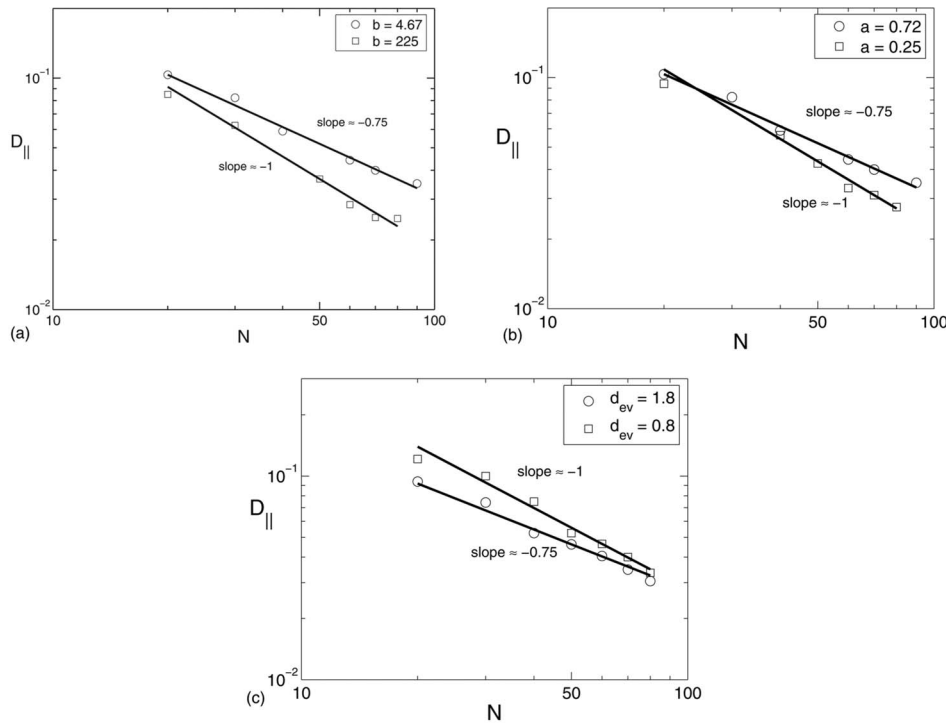 b = 4.67
b = 225
10⁻¹
slope ≈ −0.75
D||
slope ≈ −1
10⁻²
10
50
100
(a)
N
a = 0.72
a = 0.25
10⁻¹
slope ≈ −0.75
D||
slope ≈ −1
10⁻²
10
50
100
(b)
N
d_ev = 1.8
d_ev = 0.8
10⁻¹
slope ≈ −1
D||
slope ≈ −0.75
10⁻²
(c)
10
50
100
N